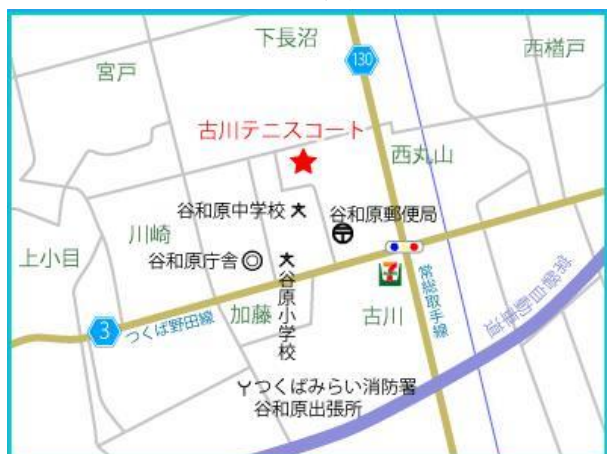 下長沼
西楢戸
宮戸
130
古川テニスコート
西丸山
谷和原中学校
谷和原郵便局
川崎
上小目
谷和原庁舎
谷原小学校
7
常総取手線
常磐自動車道
加藤
古川
3
つくば野田線
つくばみらい消防署
谷和原出張所